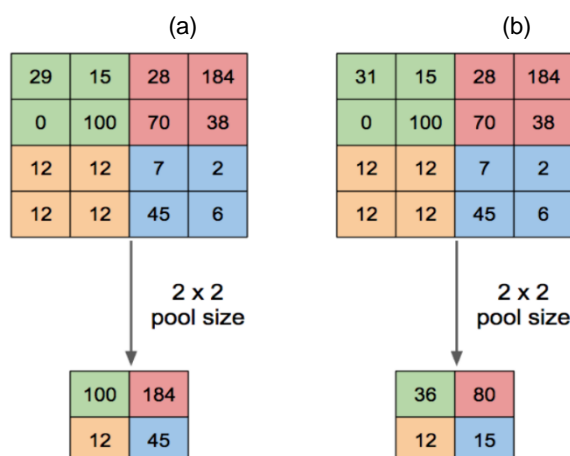 (a) (b)
29 15 28 184 31 15 28 184
0 100 70 38 0 100 70 38
12 12 7 2 12 12 7 2
12 12 45 6 12 12 45 6
2 x 2 2 x 2
pool size pool size
100 184 36 80
12 45 12 15